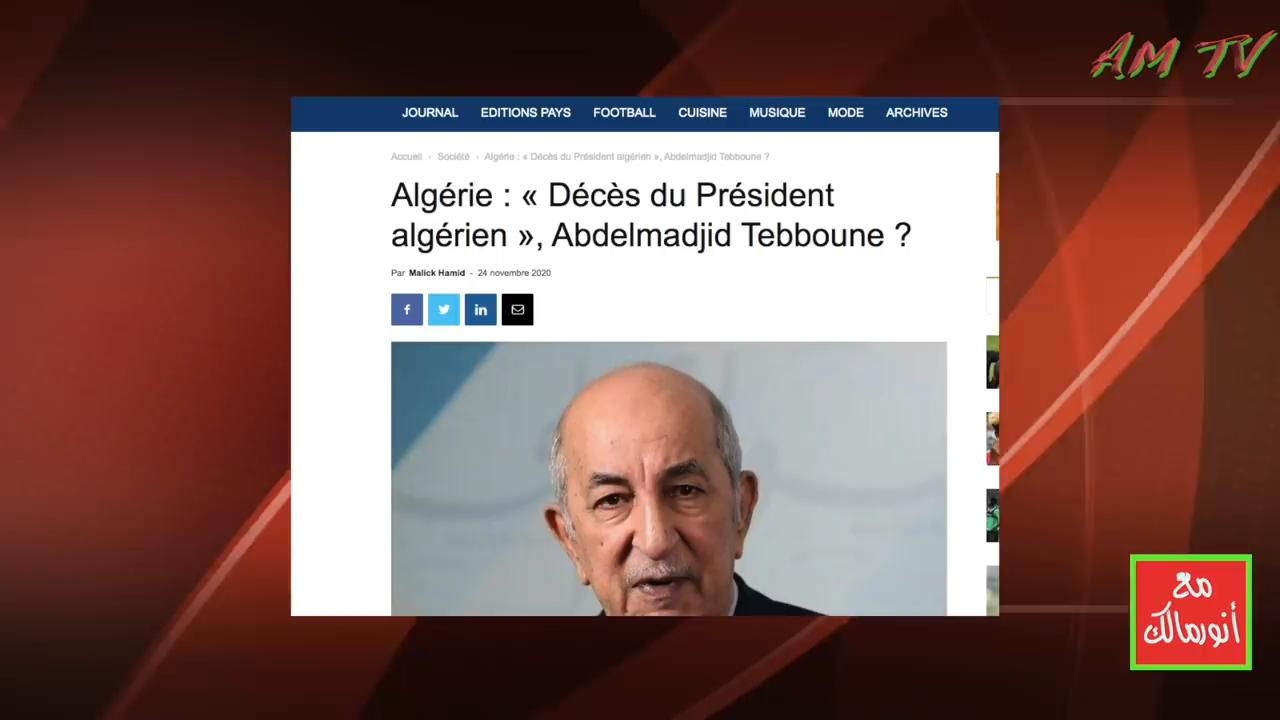 AM TV
JOURNAL EDITIONS PAYS FOOTBALL CUISINE MUSIQUE MODE ARCHIVES
Accueil › Société › Algérie : « Décès du Président algérien », Abdelmadjid Tebboune ?
Algérie : « Décès du Président
algérien », Abdelmadjid Tebboune ?
Par Malick Hamid - 24 novembre 2020
f
in
مع
أنورمالك